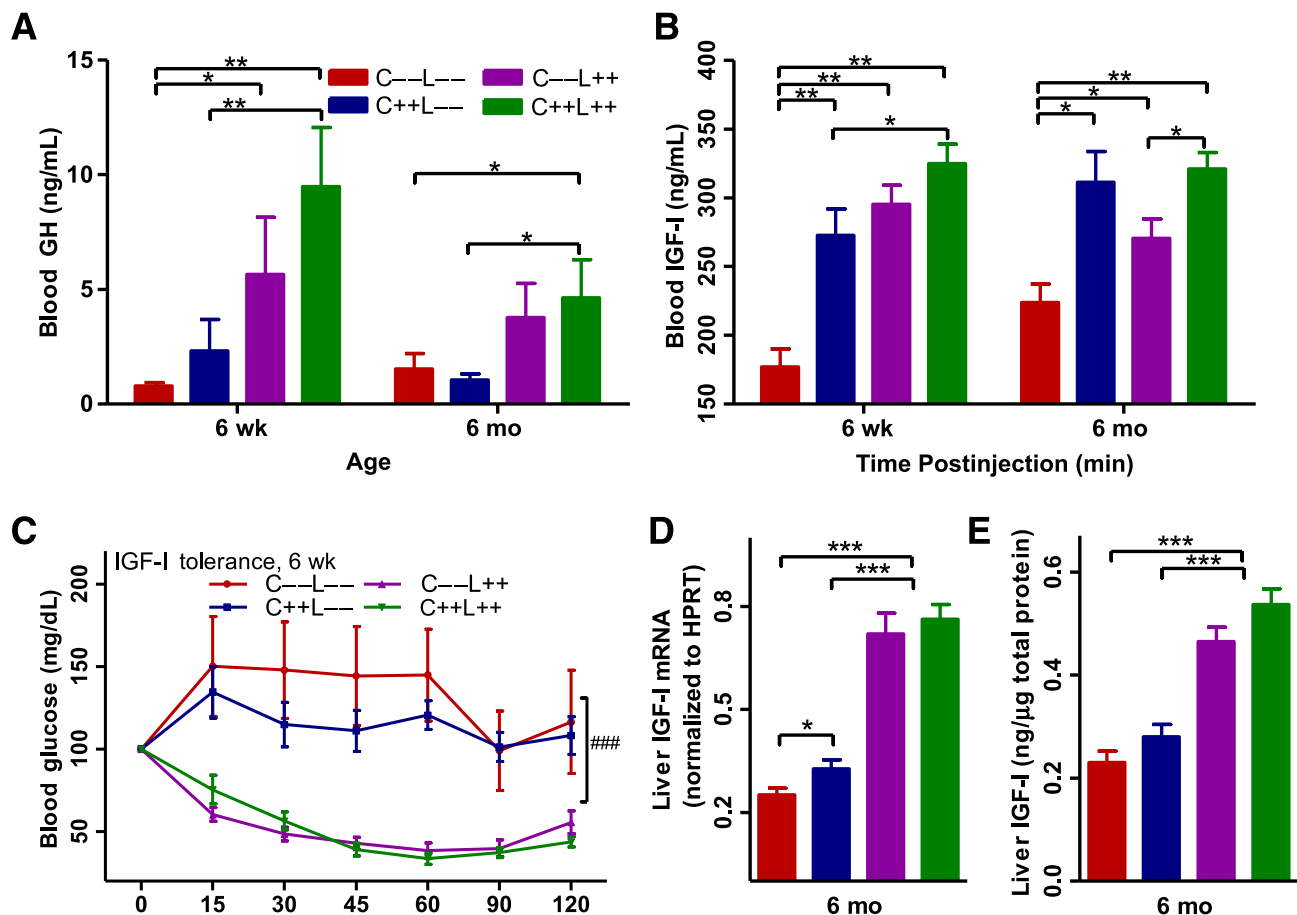 A
Blood GH (ng/mL)
15
10
5
0
C−−L−−
C++L−−
C−−L++
C++L++
**
*
**
*
*
6 wk
6 mo
Age
B
Blood IGF-I (ng/mL)
400
350
300
250
200
150
**
**
**
*
**
*
*
*
6 wk
6 mo
Time Postinjection (min)
C
IGF-I tolerance, 6 wk
C−−L−−
C++L−−
C−−L++
C++L++
Blood glucose (mg/dL)
200
150
100
50
###
0 15 30 45 60 90 120
D
Liver IGF-I mRNA
(normalized to HPRT)
0.8
0.5
0.2
***
***
*
6 mo
E
Liver IGF-I (ng/µg total protein)
0.6
0.4
0.2
0.0
***
***
6 mo